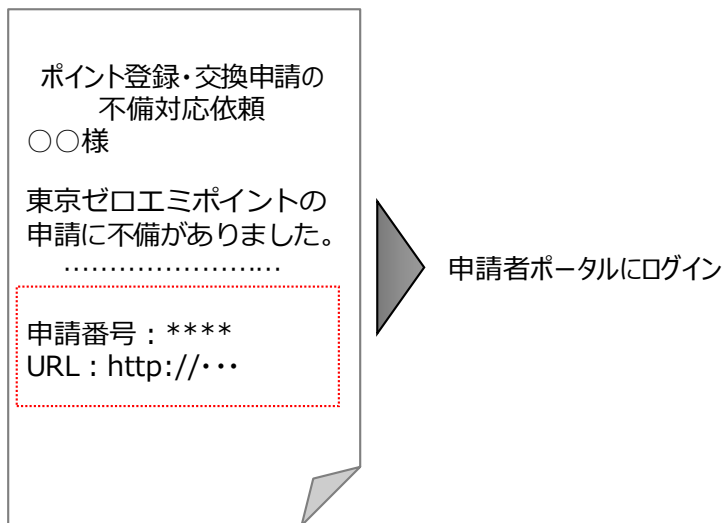 ポイント登録・交換申請の
不備対応依頼
○○様
東京ゼロエミポイントの
申請に不備がありました。
……………………
申請番号：****
URL：http://・・・
申請者ポータルにログイン